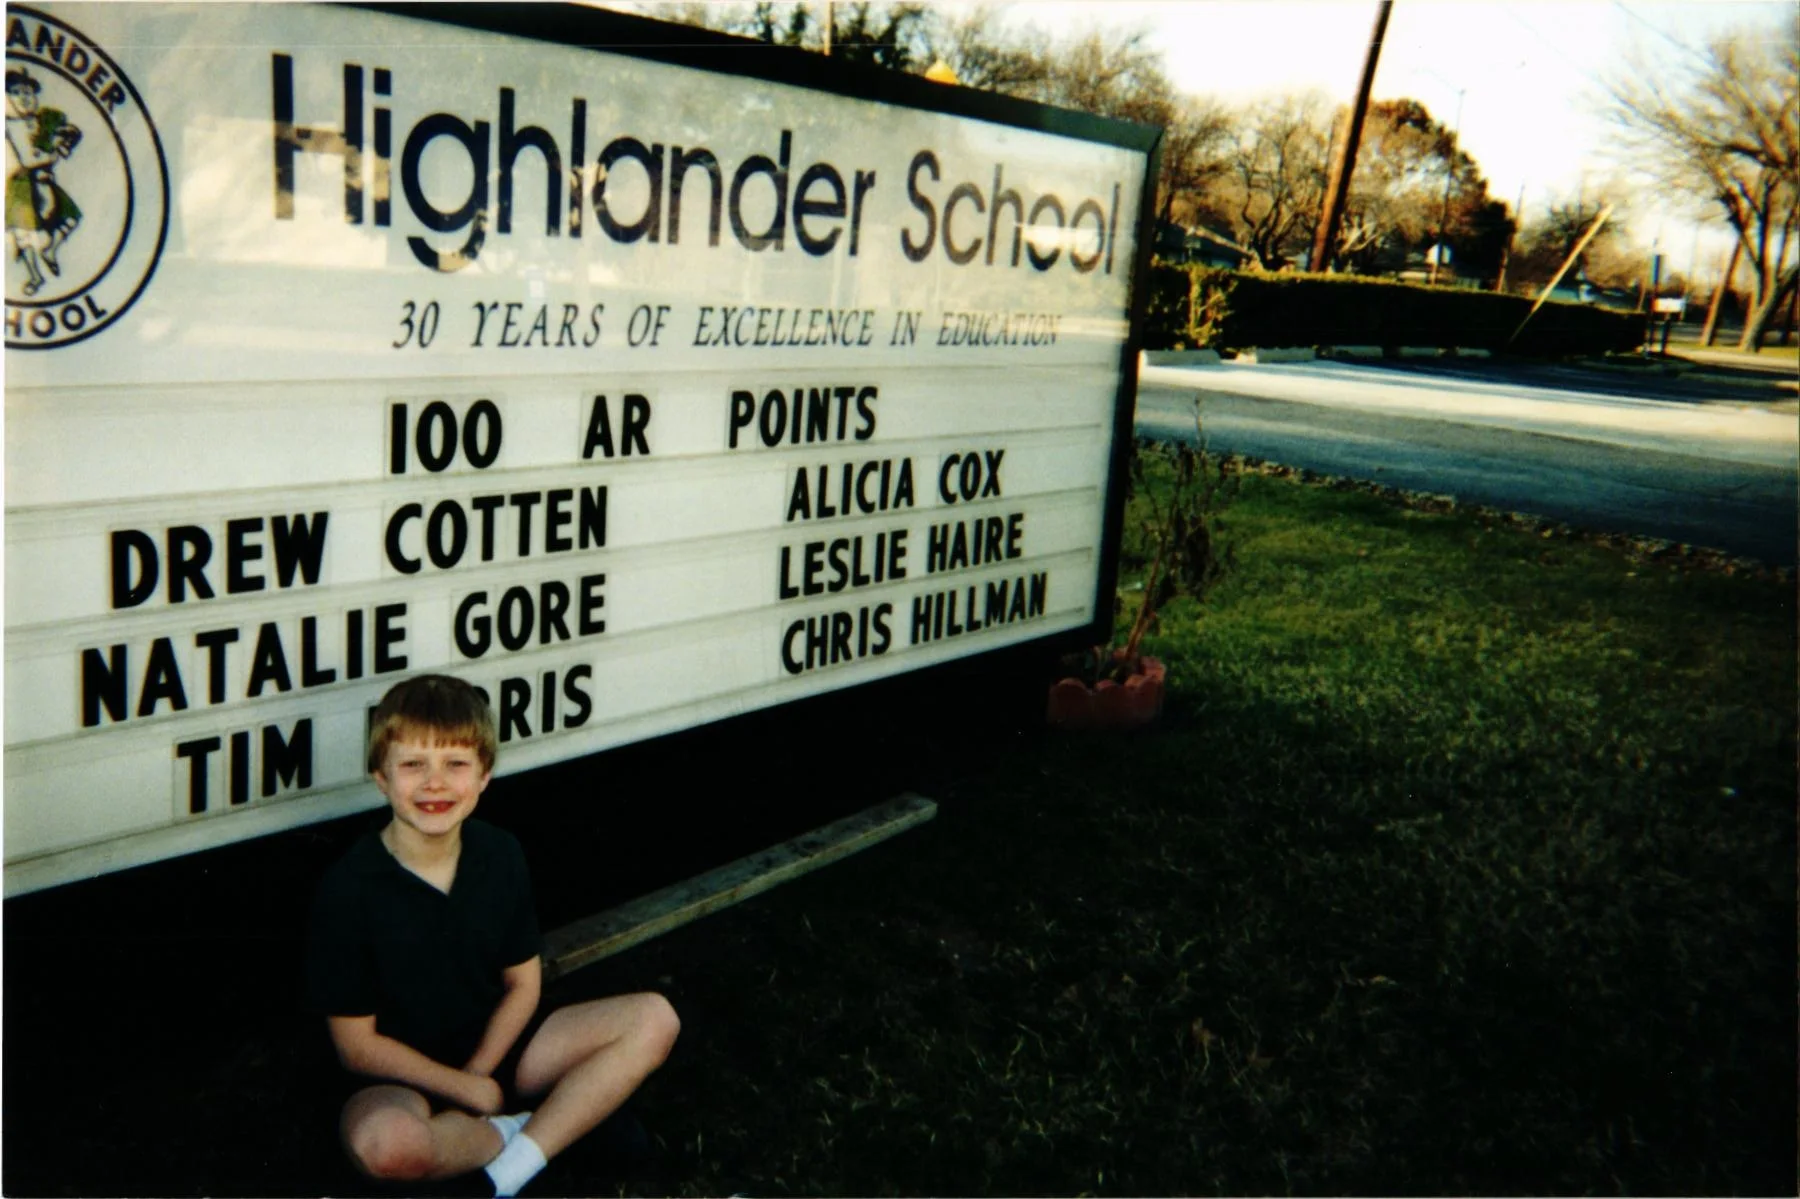 ANDER
HOOL
Highlander School
30 YEARS OF EXCELLENCE IN EDUCATION
100 AR POINTS
DREW COTTEN ALICIA COX
NATALIE GORE LESLIE HAIRE
TIM RIS CHRIS HILLMAN